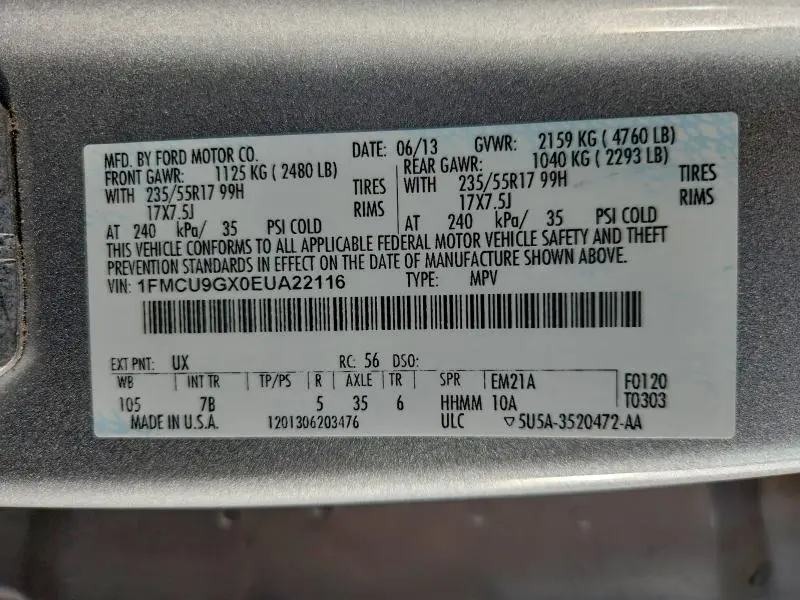 MFD. BY FORD MOTOR CO. DATE: 06/13 GVWR: 2159 KG ( 4760 LB)
FRONT GAWR: 1125 KG ( 2480 LB) REAR GAWR: 1040 KG ( 2293 LB)
WITH 235/55R17 99H TIRES WITH 235/55R17 99H TIRES
17X7.5J RIMS 17X7.5J RIMS
AT 240 kPa/ 35 PSI COLD AT 240 kPa/ 35 PSI COLD
THIS VEHICLE CONFORMS TO ALL APPLICABLE FEDERAL MOTOR VEHICLE SAFETY AND THEFT
PREVENTION STANDARDS IN EFFECT ON THE DATE OF MANUFACTURE SHOWN ABOVE.
VIN: 1FMCU9GX0EUA22116 TYPE: MPV
EXT PNT: UX RC: 56 DSO:
WB INT TR TP/PS R AXLE TR SPR EM21A F0120
105 7B 5 35 6 HHMM 10A T0303
MADE IN U.S.A. 1201306203476 ULC ▽5U5A-3520472-AA